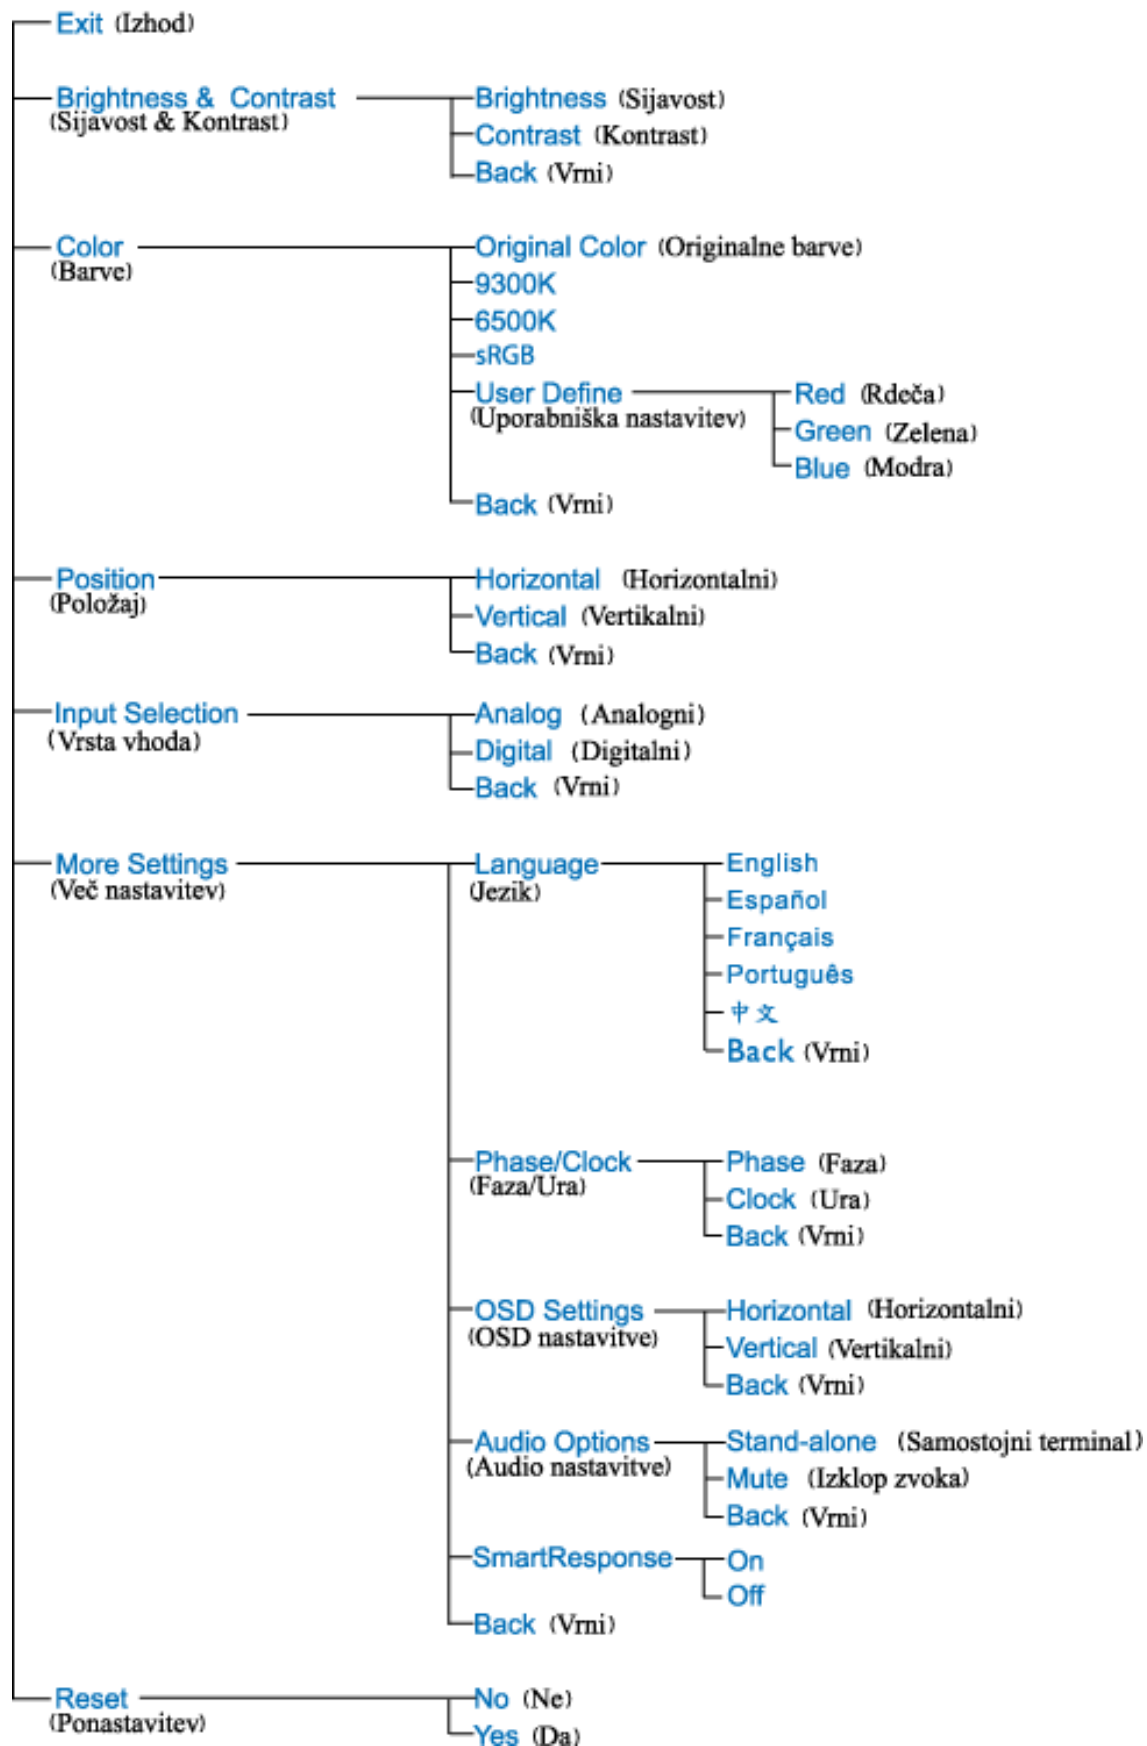 Exit (Izhod)
Brightness & Contrast
(Sijavost & Kontrast)
Brightness (Sijavost)
Contrast (Kontrast)
Back (Vrni)
Color
(Barve)
Original Color (Originalne barve)
9300K
6500K
sRGB
User Define
(Uporabniška nastavitev)
Red (Rdeča)
Green (Zelena)
Blue (Modra)
Back (Vrni)
Position
(Položaj)
Horizontal (Horizontalni)
Vertical (Vertikalni)
Back (Vrni)
Input Selection
(Vrsta vhoda)
Analog (Analogni)
Digital (Digitalni)
Back (Vrni)
More Settings
(Več nastavitev)
Language
(Jezik)
English
Español
Français
Português
中文
Back (Vrni)
Phase/Clock
(Faza/Ura)
Phase (Faza)
Clock (Ura)
Back (Vrni)
OSD Settings
(OSD nastavitve)
Horizontal (Horizontalni)
Vertical (Vertikalni)
Back (Vrni)
Audio Options
(Audio nastavitve)
Stand-alone (Samostojni terminal)
Mute (Izklop zvoka)
Back (Vrni)
SmartResponse
On
Off
Back (Vrni)
Reset
(Ponastavitev)
No (Ne)
Yes (Da)